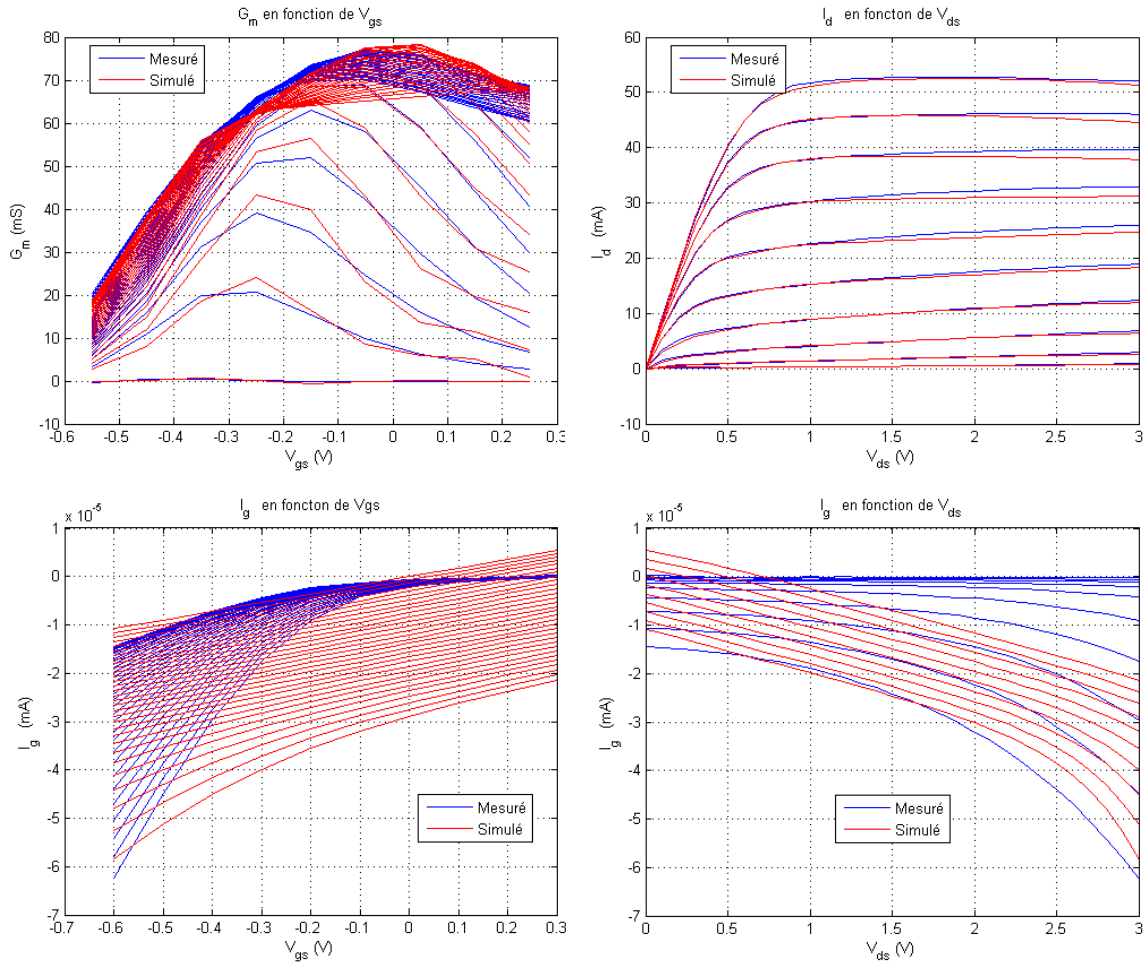 G_m en fonction de V_gs
80
70
60
50
40
30
20
10
0
-10
G_m (mS)
Mesuré
Simulé
-0.6 -0.5 -0.4 -0.3 -0.2 -0.1 0 0.1 0.2 0.3
V_gs (V)
I_d en foncton de V_ds
60
50
40
30
20
10
0
-10
I_d (mA)
Mesuré
Simulé
0 0.5 1 1.5 2 2.5 3
V_ds (V)
I_g en foncton de Vgs
x 10^-5
1
0
-1
-2
-3
-4
-5
-6
-7
I_g (mA)
Mesuré
Simulé
-0.7 -0.6 -0.5 -0.4 -0.3 -0.2 -0.1 0 0.1 0.2 0.3
V_gs (V)
I_g en foncton de V_ds
x 10^-5
1
0
-1
-2
-3
-4
-5
-6
-7
I_g (mA)
Mesuré
Simulé
0 0.5 1 1.5 2 2.5 3
V_ds (V)